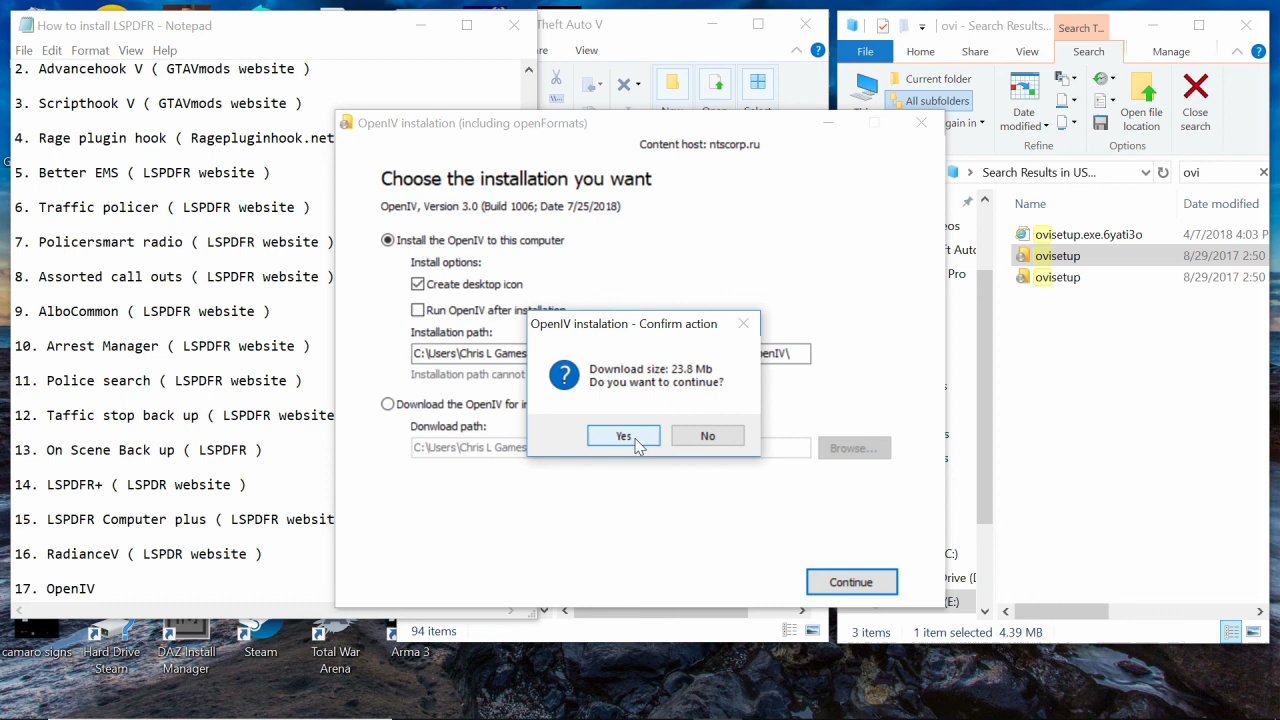 How to install LSPDFR - Notepad
File Edit Format View Help
2. Advancehook V ( GTAVmods website )
3. Scripthook V ( GTAVmods website )
4. Rage plugin hook ( Ragepluginhook.net
5. Better EMS ( LSPDFR website )
6. Traffic policer ( LSPDFR website )
7. Policersmart radio ( LSPDFR website )
8. Assorted call outs ( LSPDFR website )
9. AlboCommon ( LSPDFR website )
10. Arrest Manager ( LSPDFR website )
11. Police search ( LSPDFR website )
12. Taffic stop back up ( LSPDFR website
13. On Scene Back up ( LSPDFR )
14. LSPDFR+ ( LSPDR website )
15. LSPDFR Computer plus ( LSPDFR websit
16. RadianceV ( LSPDR website )
17. OpenIV
Theft Auto V
are View
94 items
OpenIV instalation (including openFormats)
Content host: ntscorp.ru
Choose the installation you want
OpenIV, Version 3.0 (Build 1006; Date 7/25/2018)
Install the OpenIV to this computer
Install options:
Create desktop icon
Run OpenIV after installation
Installation path:
C:\Users\Chris L Games
penIV\
Installation path cannot
Download the OpenIV for i
Donwload path:
C:\Users\Chris L Games
Browse...
Continue
OpenIV instalation - Confirm action
Download size: 23.8 Mb
Do you want to continue?
Yes No
ovi - Search Results... Search T...
File Home Share View Search Manage
Current folder
All subfolders
Search again in
Date modified
Refine
Open file location
Close search
Options
Search Results in US... ovi
Name Date modified
ovisetup.exe.6yati3o 4/7/2018 4:03 P
ovisetup 8/29/2017 2:50
ovisetup 8/29/2017 2:50
3 items 1 item selected 4.39 MB
camaro signs
Hard Drive Steam
DAZ Install Manager
Steam
Total War Arena
Arma 3